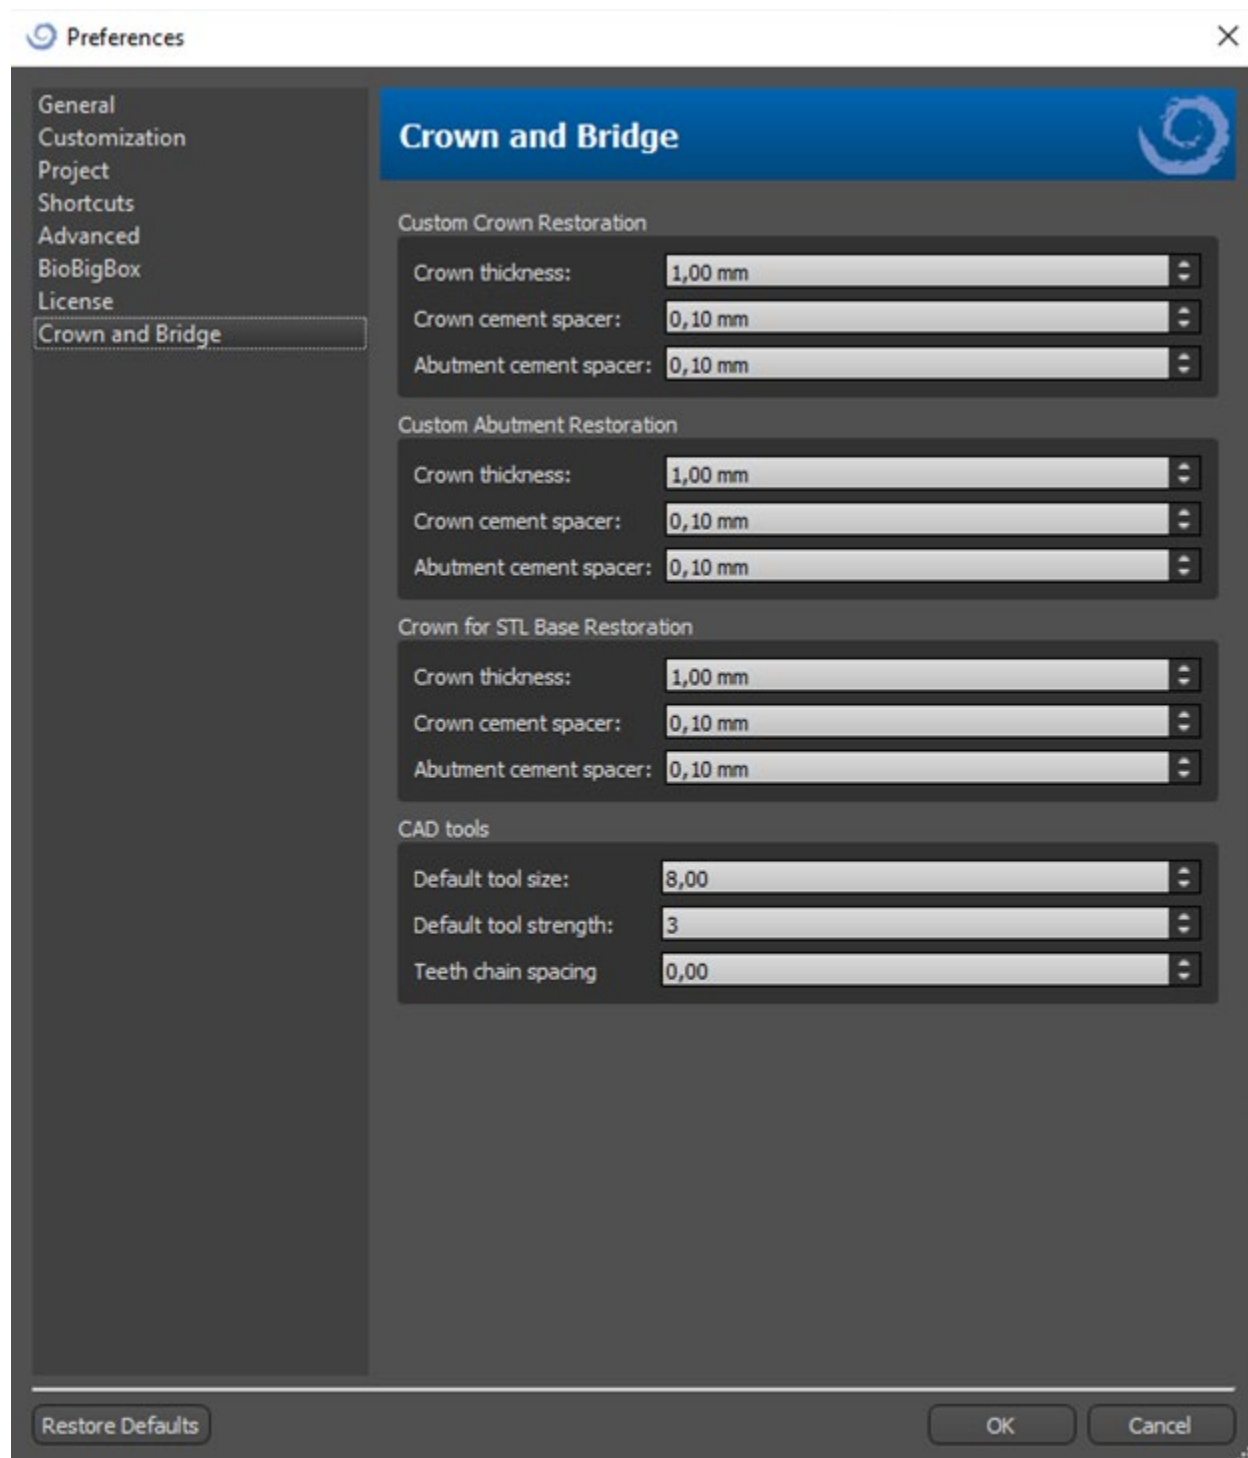 Preferences
General
Customization
Project
Shortcuts
Advanced
BioBigBox
License
Crown and Bridge
Crown and Bridge
Custom Crown Restoration
Crown thickness: 1,00 mm
Crown cement spacer: 0,10 mm
Abutment cement spacer: 0,10 mm
Custom Abutment Restoration
Crown thickness: 1,00 mm
Crown cement spacer: 0,10 mm
Abutment cement spacer: 0,10 mm
Crown for STL Base Restoration
Crown thickness: 1,00 mm
Crown cement spacer: 0,10 mm
Abutment cement spacer: 0,10 mm
CAD tools
Default tool size: 8,00
Default tool strength: 3
Teeth chain spacing 0,00
Restore Defaults OK Cancel